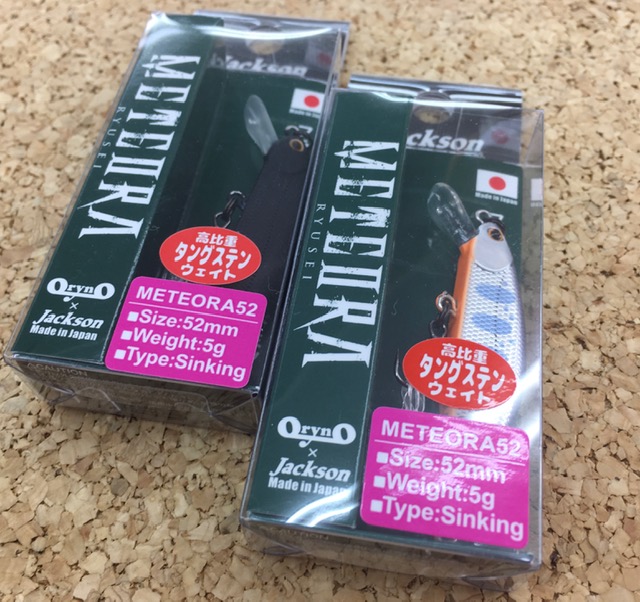 Jackson
METEORA
RYUSEI
高比重
タングステン
ウェイト
OrynO
×
Jackson
Made in Japan
METEORA52
■Size:52mm
■Weight:5g
■Type:Sinking
CAUTION
Jackson
Made in Japan
METEORA
RYUSEI
高比重
タングステン
ウェイト
OrynO
×
Jackson
Made in Japan
METEORA52
■Size:52mm
■Weight:5g
■Type:Sinking